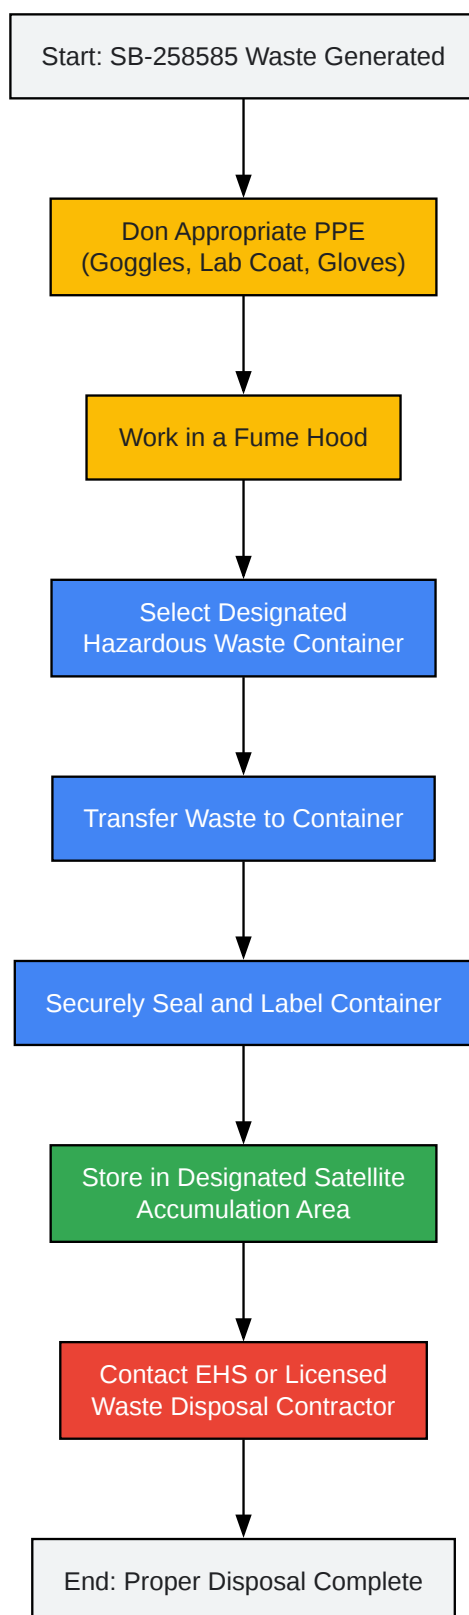 Start: SB-258585 Waste Generated
Don Appropriate PPE
(Goggles, Lab Coat, Gloves)
Work in a Fume Hood
Select Designated
Hazardous Waste Container
Transfer Waste to Container
Securely Seal and Label Container
Store in Designated Satellite
Accumulation Area
Contact EHS or Licensed
Waste Disposal Contractor
End: Proper Disposal Complete